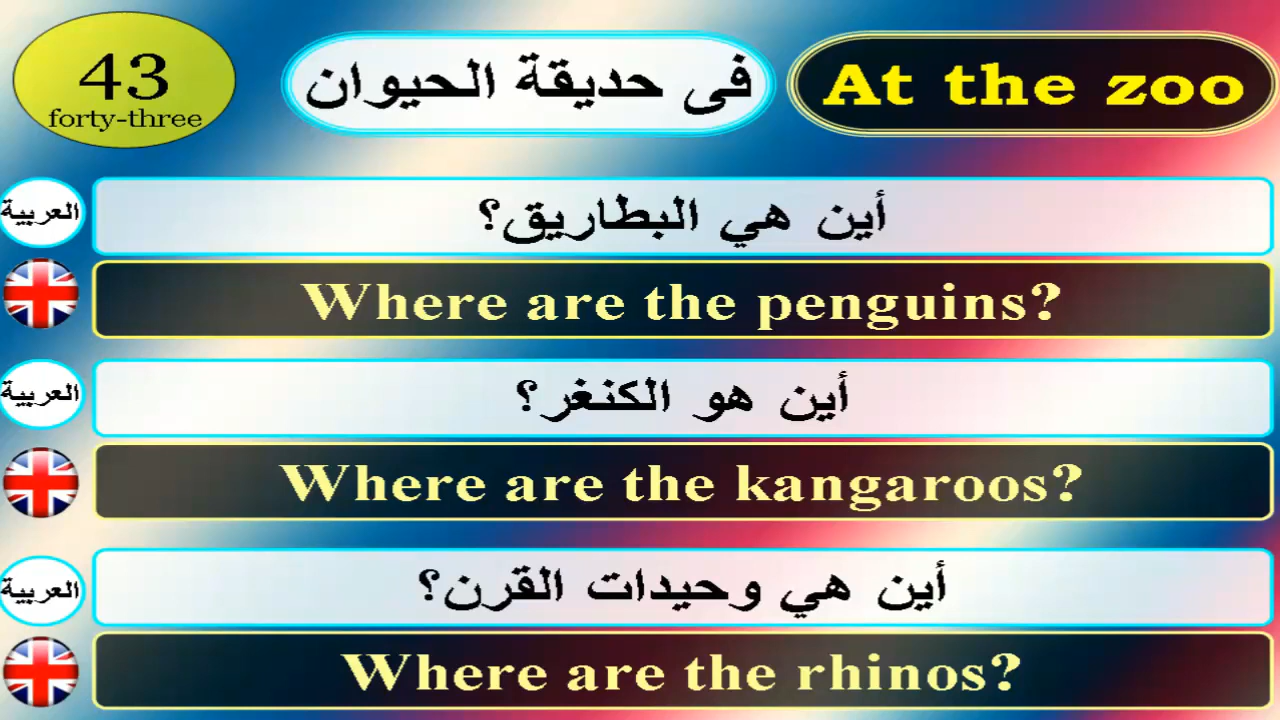 43
forty-three
فى حديقة الحيوان
At the zoo
العربية
أين هي البطاريق؟
Where are the penguins?
العربية
أين هو الكنغر؟
Where are the kangaroos?
العربية
أين هي وحيدات القرن؟
Where are the rhinos?